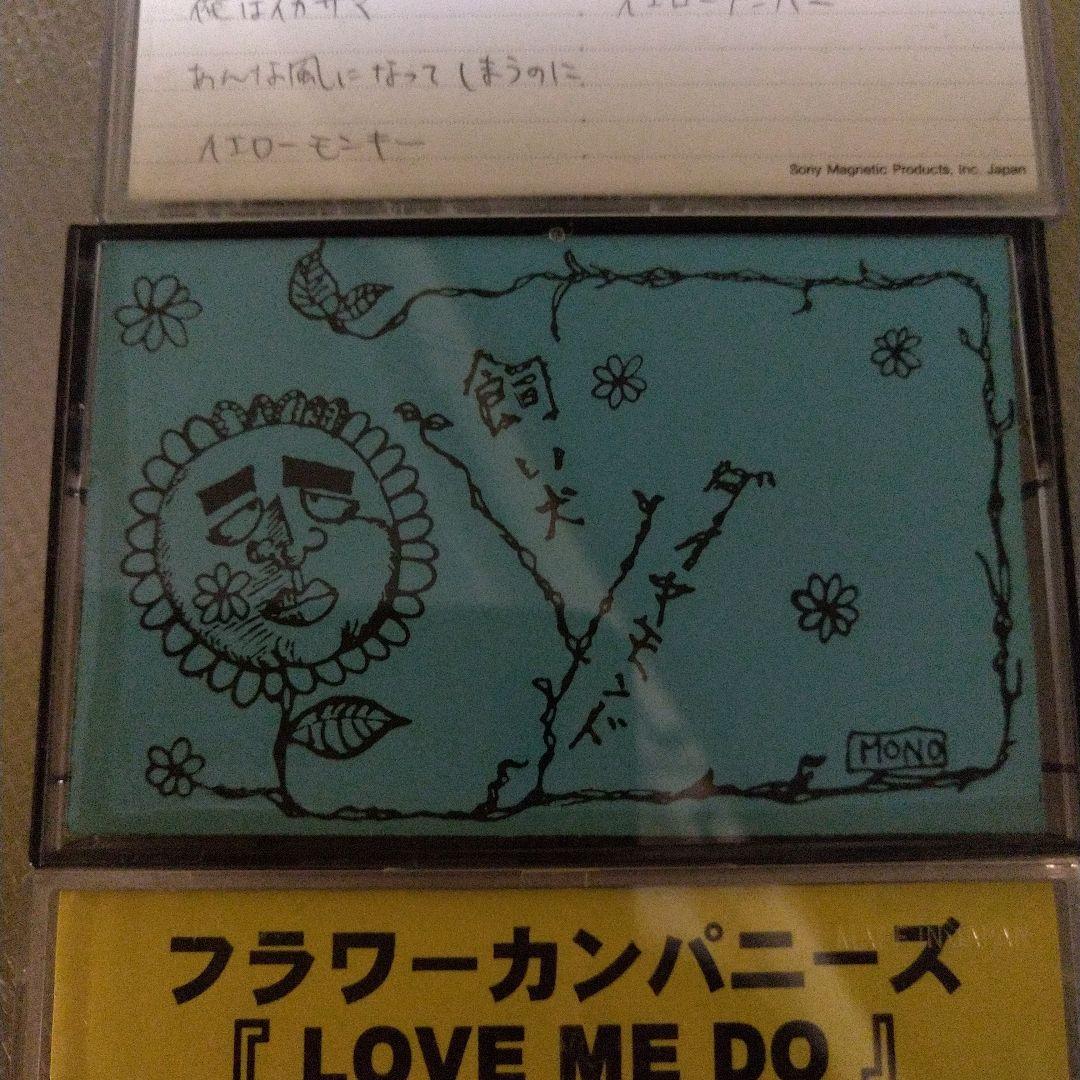 あんな風になってしまうのに
イエローモンキー
Sony Magnetic Products, Inc. Japan
飼い犬
MONO
フラワーカンパニーズ
『 LOVE ME DO 』